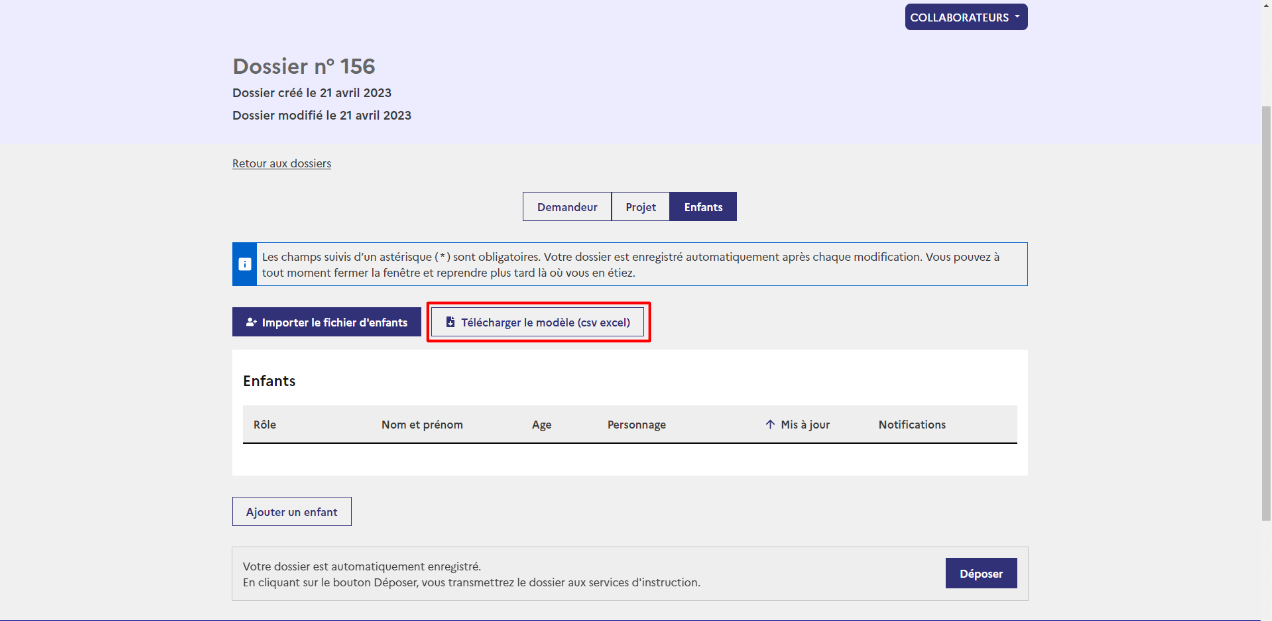 COLLABORATEURS
Dossier n° 156
Dossier créé le 21 avril 2023
Dossier modifié le 21 avril 2023
Retour aux dossiers
Demandeur Projet Enfants
Les champs suivis d'un astérisque (*) sont obligatoires. Votre dossier est enregistré automatiquement après chaque modification. Vous pouvez à
tout moment fermer la fenêtre et reprendre plus tard là où vous en étiez.
Importer le fichier d'enfants Télécharger le modèle (csv excel)
Enfants
Rôle Nom et prénom Age Personnage Mis à jour Notifications
Ajouter un enfant
Votre dossier est automatiquement enregistré.
En cliquant sur le bouton Déposer, vous transmettrez le dossier aux services d'instruction.
Déposer